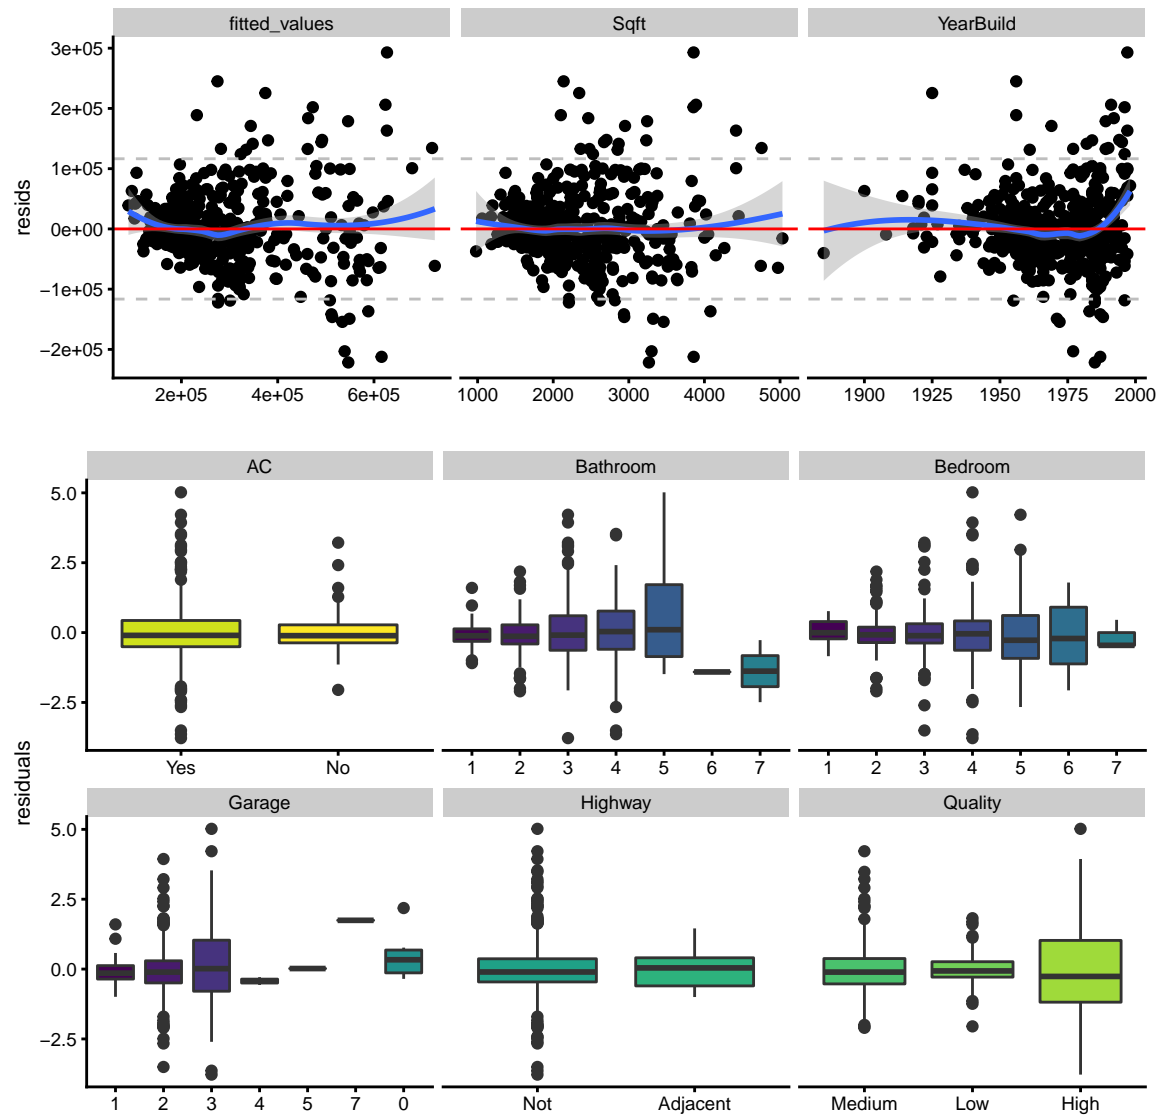 fitted_values Sqft YearBuild
3e+05
2e+05
1e+05
0e+00
−1e+05
−2e+05
resids
2e+05 4e+05 6e+05 1000 2000 3000 4000 5000 1900 1925 1950 1975 2000
AC Bathroom Bedroom
5.0
2.5
0.0
−2.5
Yes No 1 2 3 4 5 6 7 1 2 3 4 5 6 7
residuals
Garage Highway Quality
5.0
2.5
0.0
−2.5
1 2 3 4 5 7 0 Not Adjacent Medium Low High